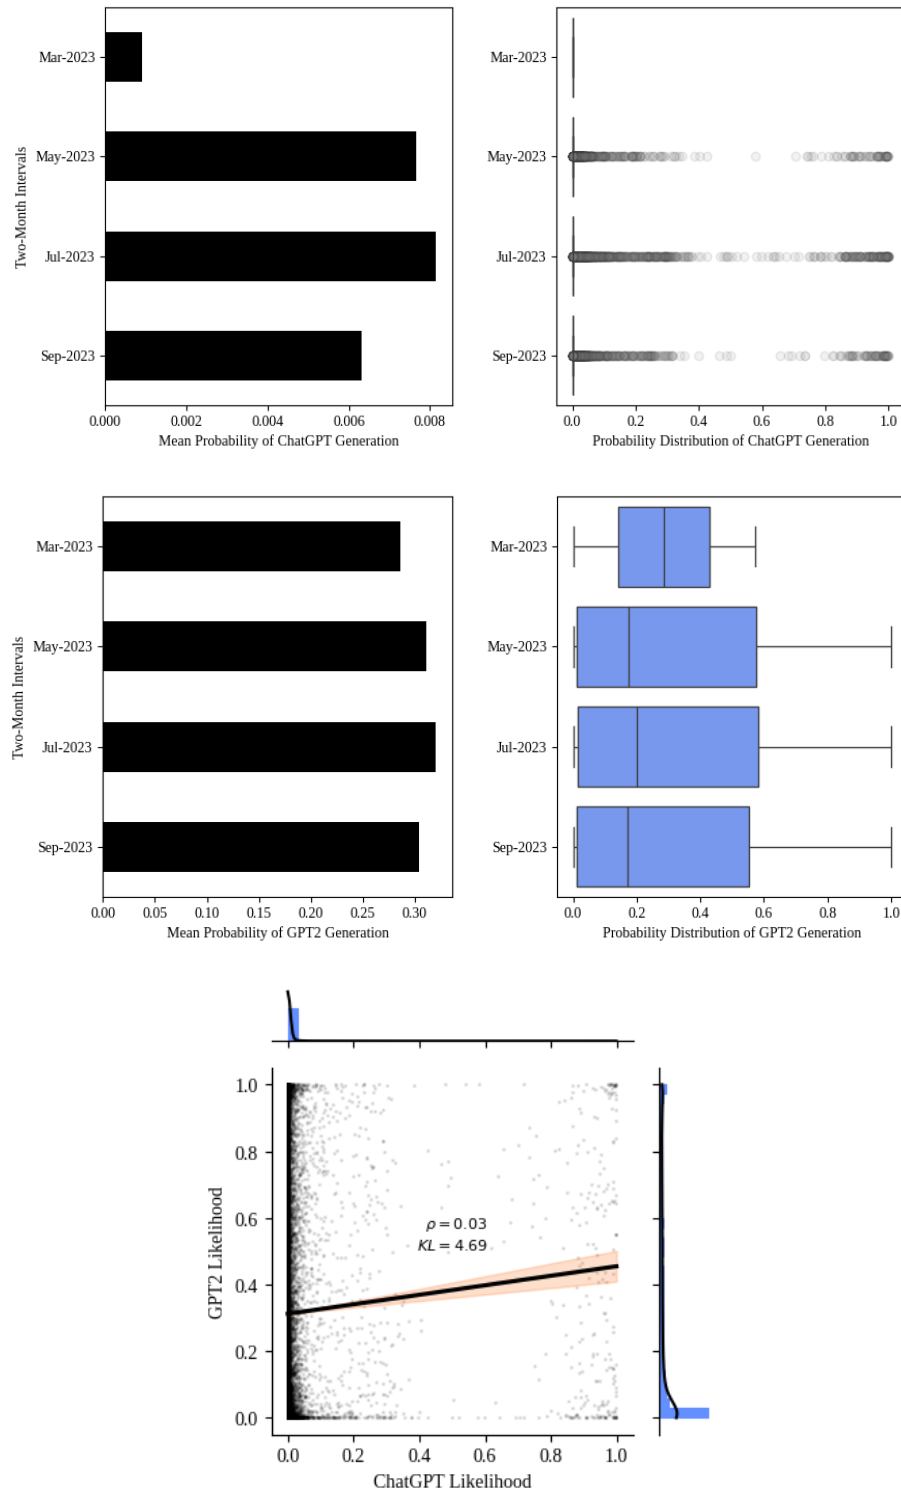 Two-Month Intervals
Mar-2023
May-2023
Jul-2023
Sep-2023
0.000 0.002 0.004 0.006 0.008
Mean Probability of ChatGPT Generation
Mar-2023
May-2023
Jul-2023
Sep-2023
0.0 0.2 0.4 0.6 0.8 1.0
Probability Distribution of ChatGPT Generation
Two-Month Intervals
Mar-2023
May-2023
Jul-2023
Sep-2023
0.00 0.05 0.10 0.15 0.20 0.25 0.30
Mean Probability of GPT2 Generation
Mar-2023
May-2023
Jul-2023
Sep-2023
0.0 0.2 0.4 0.6 0.8 1.0
Probability Distribution of GPT2 Generation
GPT2 Likelihood
1.0
0.8
0.6
0.4
0.2
0.0
ρ = 0.03
KL = 4.69
0.0 0.2 0.4 0.6 0.8 1.0
ChatGPT Likelihood